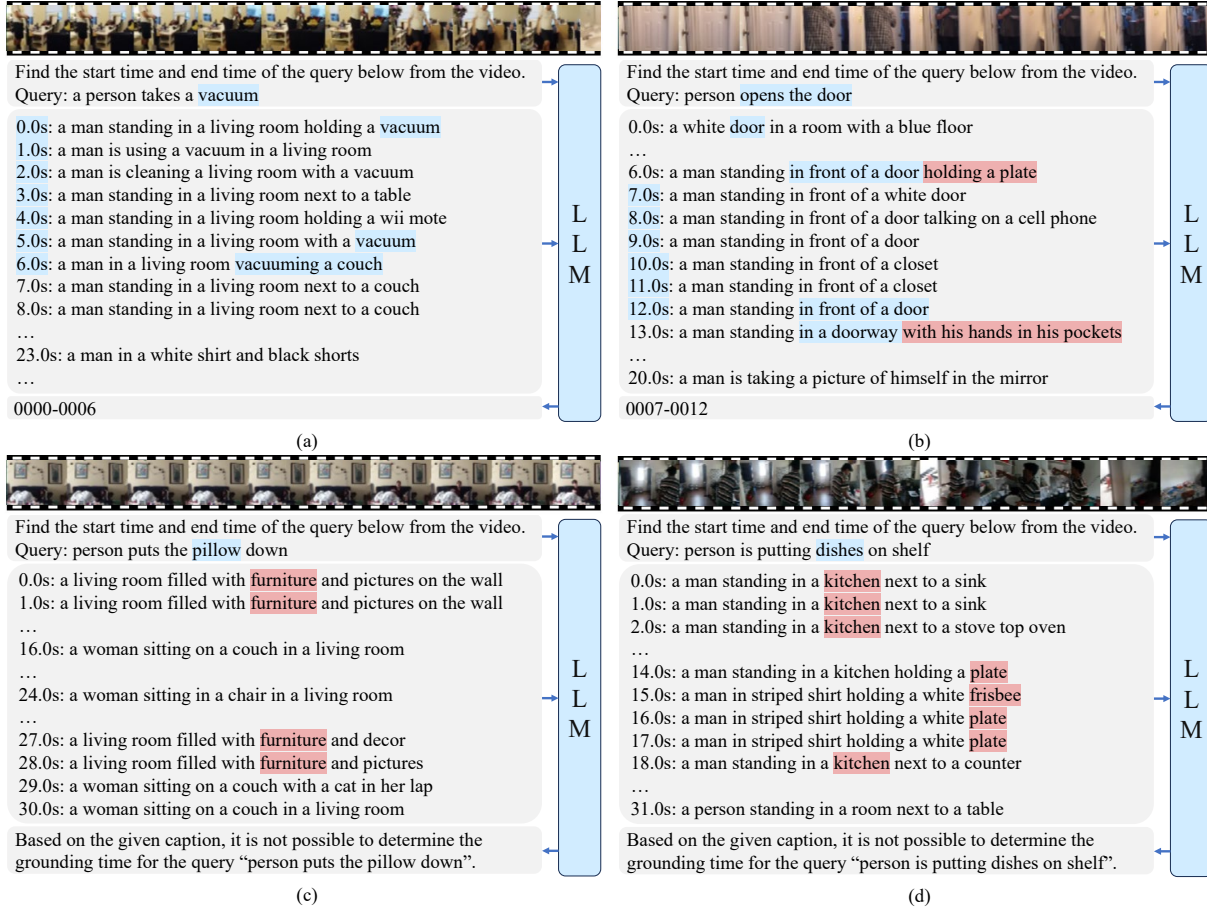 Find the start time and end time of the query below from the video.
Query: a person takes a vacuum
0.0s: a man standing in a living room holding a vacuum
1.0s: a man is using a vacuum in a living room
2.0s: a man is cleaning a living room with a vacuum
3.0s: a man standing in a living room next to a table
4.0s: a man standing in a living room holding a wii mote
5.0s: a man standing in a living room with a vacuum
6.0s: a man in a living room vacuuming a couch
7.0s: a man standing in a living room next to a couch
8.0s: a man standing in a living room next to a couch
…
23.0s: a man in a white shirt and black shorts
…
0000-0006
L
L
M
(a)
Find the start time and end time of the query below from the video.
Query: person opens the door
0.0s: a white door in a room with a blue floor
…
6.0s: a man standing in front of a door holding a plate
7.0s: a man standing in front of a white door
8.0s: a man standing in front of a door talking on a cell phone
9.0s: a man standing in front of a door
10.0s: a man standing in front of a closet
11.0s: a man standing in front of a closet
12.0s: a man standing in front of a door
13.0s: a man standing in a doorway with his hands in his pockets
…
20.0s: a man is taking a picture of himself in the mirror
0007-0012
L
L
M
(b)
Find the start time and end time of the query below from the video.
Query: person puts the pillow down
0.0s: a living room filled with furniture and pictures on the wall
1.0s: a living room filled with furniture and pictures on the wall
…
16.0s: a woman sitting on a couch in a living room
…
24.0s: a woman sitting in a chair in a living room
…
27.0s: a living room filled with furniture and decor
28.0s: a living room filled with furniture and pictures
29.0s: a woman sitting on a couch with a cat in her lap
30.0s: a woman sitting on a couch in a living room
Based on the given caption, it is not possible to determine the
grounding time for the query “person puts the pillow down”.
L
L
M
(c)
Find the start time and end time of the query below from the video.
Query: person is putting dishes on shelf
0.0s: a man standing in a kitchen next to a sink
1.0s: a man standing in a kitchen next to a sink
2.0s: a man standing in a kitchen next to a stove top oven
…
14.0s: a man standing in a kitchen holding a plate
15.0s: a man in striped shirt holding a white frisbee
16.0s: a man in striped shirt holding a white plate
17.0s: a man in striped shirt holding a white plate
18.0s: a man standing in a kitchen next to a counter
…
31.0s: a person standing in a room next to a table
Based on the given caption, it is not possible to determine the
grounding time for the query “person is putting dishes on shelf”.
L
L
M
(d)